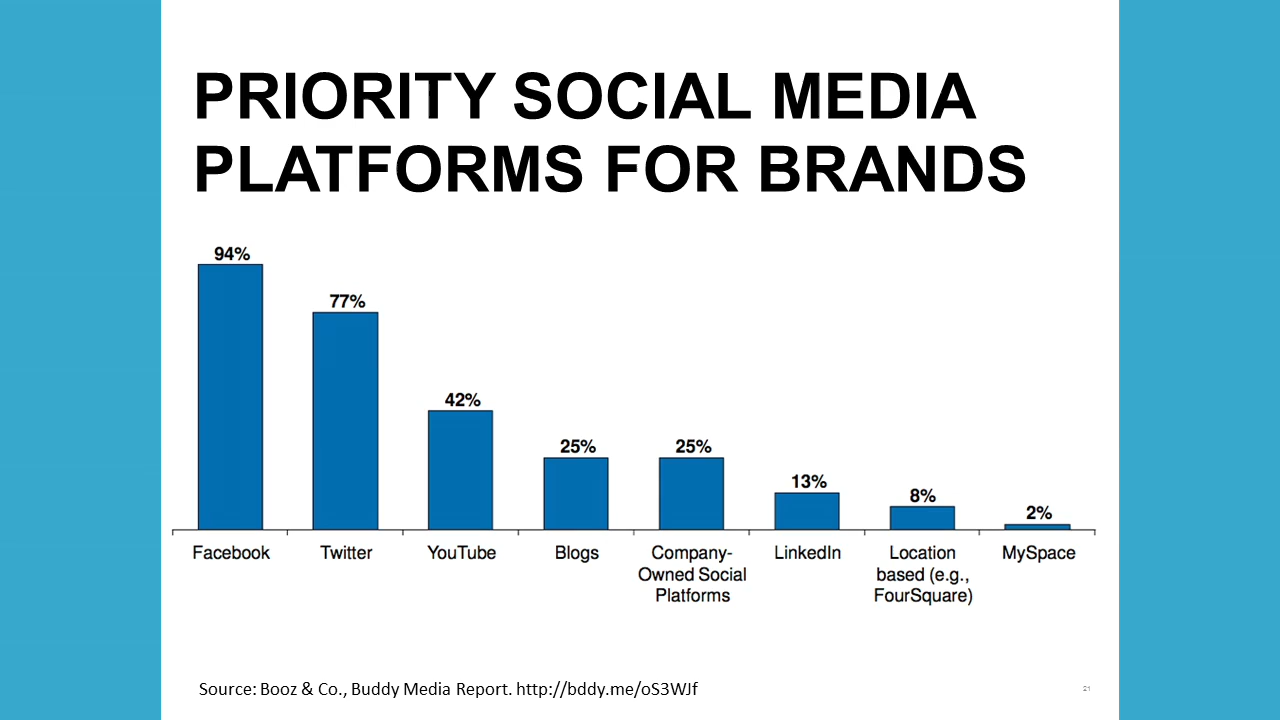 PRIORITY SOCIAL MEDIA
PLATFORMS FOR BRANDS
94%
77%
42%
25%
25%
13%
8%
2%
Facebook
Twitter
YouTube
Blogs
Company-
Owned Social
Platforms
LinkedIn
Location
based (e.g.,
FourSquare)
MySpace
Source: Booz & Co., Buddy Media Report. http://bddy.me/oS3WJf
21